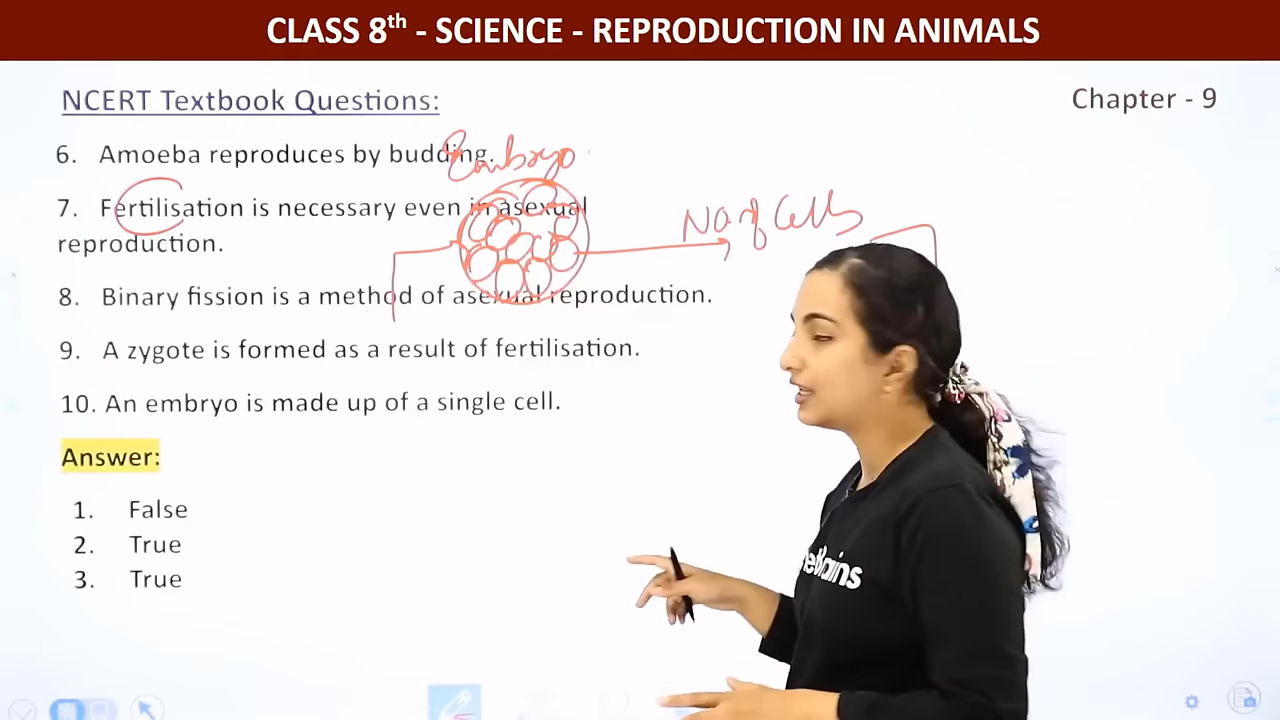 CLASS 8th - SCIENCE - REPRODUCTION IN ANIMALS
NCERT Textbook Questions:
Chapter - 9
6. Amoeba reproduces by budding.
Embryo
7. Fertilisation is necessary even in asexual
reproduction.
No of Cells
8. Binary fission is a method of asexual reproduction.
9. A zygote is formed as a result of fertilisation.
10. An embryo is made up of a single cell.
Answer:
1. False
2. True
3. True